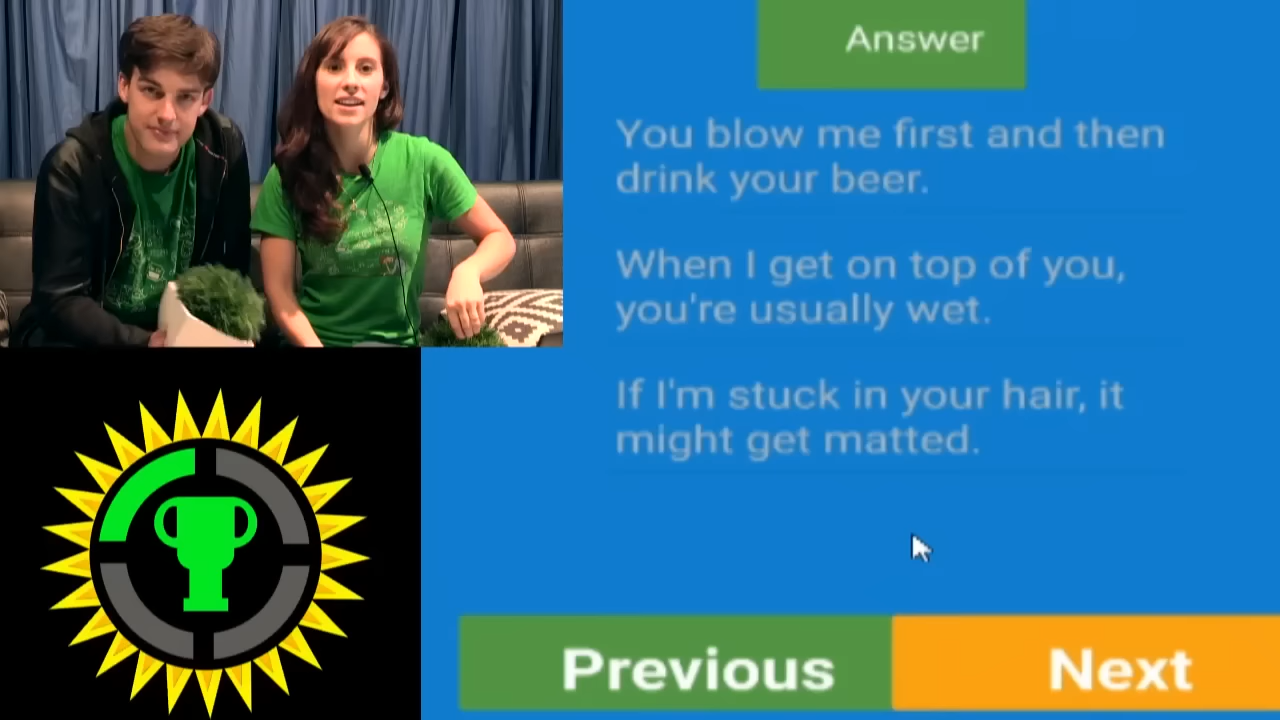 Answer
You blow me first and then
drink your beer.
When I get on top of you,
you're usually wet.
If I'm stuck in your hair, it
might get matted.
Previous
Next